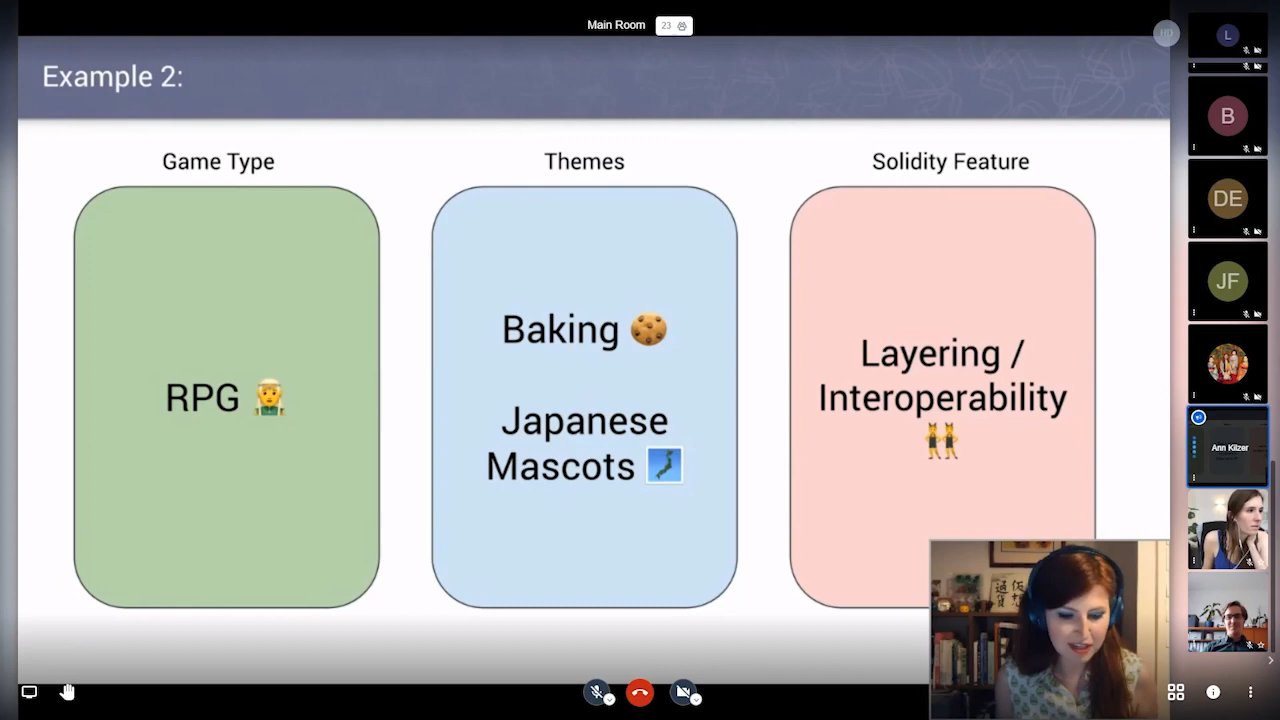 Main Room 23
HD
Example 2:
Game Type
Themes
Solidity Feature
RPG
Baking
Japanese
Mascots
Layering /
Interoperability
L
B
DE
JF
Ann Kilzer